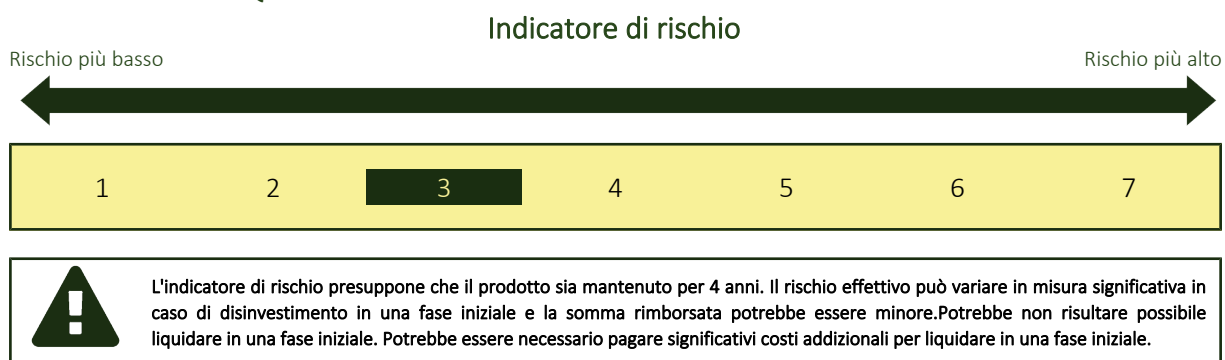 Indicatore di rischio
Rischio più basso
Rischio più alto
1 2 3 4 5 6 7
L'indicatore di rischio presuppone che il prodotto sia mantenuto per 4 anni. Il rischio effettivo può variare in misura significativa in
caso di disinvestimento in una fase iniziale e la somma rimborsata potrebbe essere minore.Potrebbe non risultare possibile
liquidare in una fase iniziale. Potrebbe essere necessario pagare significativi costi addizionali per liquidare in una fase iniziale.